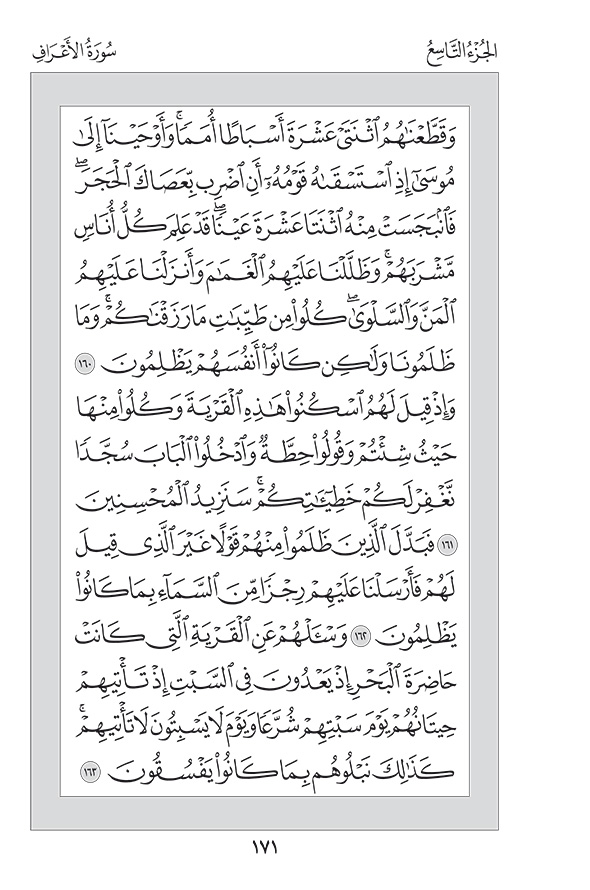 الجُزْءُ التَّاسِعُ
سُورَةُ الأَعْرَافِ
وَقَطَّعْنَٰهُمُ ٱثْنَتَىْ عَشْرَةَ أَسْبَاطًا أُمَمًاۚ وَأَوْحَيْنَآ إِلَىٰ
مُوسَىٰٓ إِذِ ٱسْتَسْقَىٰهُ قَوْمُهُۥٓ أَنِ ٱضْرِب بِّعَصَاكَ ٱلْحَجَرَۖ
فَٱنۢبَجَسَتْ مِنْهُ ٱثْنَتَا عَشْرَةَ عَيْنًاۖ قَدْ عَلِمَ كُلُّ أُنَاسٍ
مَّشْرَبَهُمْۚ وَظَلَّلْنَا عَلَيْهِمُ ٱلْغَمَٰمَ وَأَنزَلْنَا عَلَيْهِمُ
ٱلْمَنَّ وَٱلسَّلْوَىٰۖ كُلُوا۟ مِن طَيِّبَٰتِ مَا رَزَقْنَٰكُمْۚ وَمَا
ظَلَمُونَا وَلَٰكِن كَانُوٓا۟ أَنفُسَهُمْ يَظْلِمُونَ ١٦٠
وَإِذْ قِيلَ لَهُمُ ٱسْكُنُوا۟ هَٰذِهِ ٱلْقَرْيَةَ وَكُلُوا۟ مِنْهَا
حَيْثُ شِئْتُمْ وَقُولُوا۟ حِطَّةٌ وَٱدْخُلُوا۟ ٱلْبَابَ سُجَّدًا
نَّغْفِرْ لَكُمْ خَطِيٓـَٰٔتِكُمْۚ سَنَزِيدُ ٱلْمُحْسِنِينَ
١٦١ فَبَدَّلَ ٱلَّذِينَ ظَلَمُوا۟ مِنْهُمْ قَوْلًا غَيْرَ ٱلَّذِى قِيلَ
لَهُمْ فَأَرْسَلْنَا عَلَيْهِمْ رِجْزًا مِّنَ ٱلسَّمَآءِ بِمَا كَانُوا۟
يَظْلِمُونَ ١٦٢ وَسْـَٔلْهُمْ عَنِ ٱلْقَرْيَةِ ٱلَّتِى كَانَتْ
حَاضِرَةَ ٱلْبَحْرِ إِذْ يَعْدُونَ فِى ٱلسَّبْتِ إِذْ تَأْتِيهِمْ
حِيتَانُهُمْ يَوْمَ سَبْتِهِمْ شُرَّعًا وَيَوْمَ لَا يَسْبِتُونَ لَا تَأْتِيهِمْۚ
كَذَٰلِكَ نَبْلُوهُم بِمَا كَانُوا۟ يَفْسُقُونَ ١٦٣
١٧١